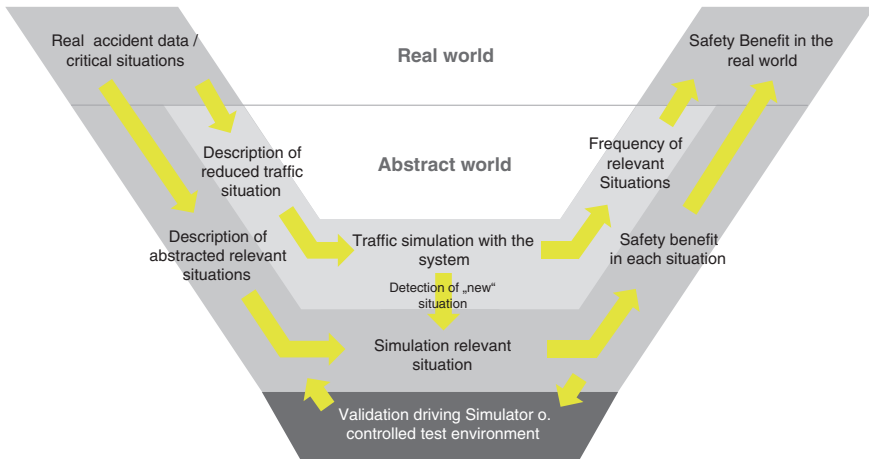 Real accident data /
critical situations
Real world
Safety Benefit in the
real world
Description of
reduced traffic
situation
Abstract world
Frequency of
relevant
Situations
Description of
abstracted relevant
situations
Traffic simulation with the
system
Safety benefit
in each situation
Detection of „new“
situation
Simulation relevant
situation
Validation driving Simulator o.
controlled test environment